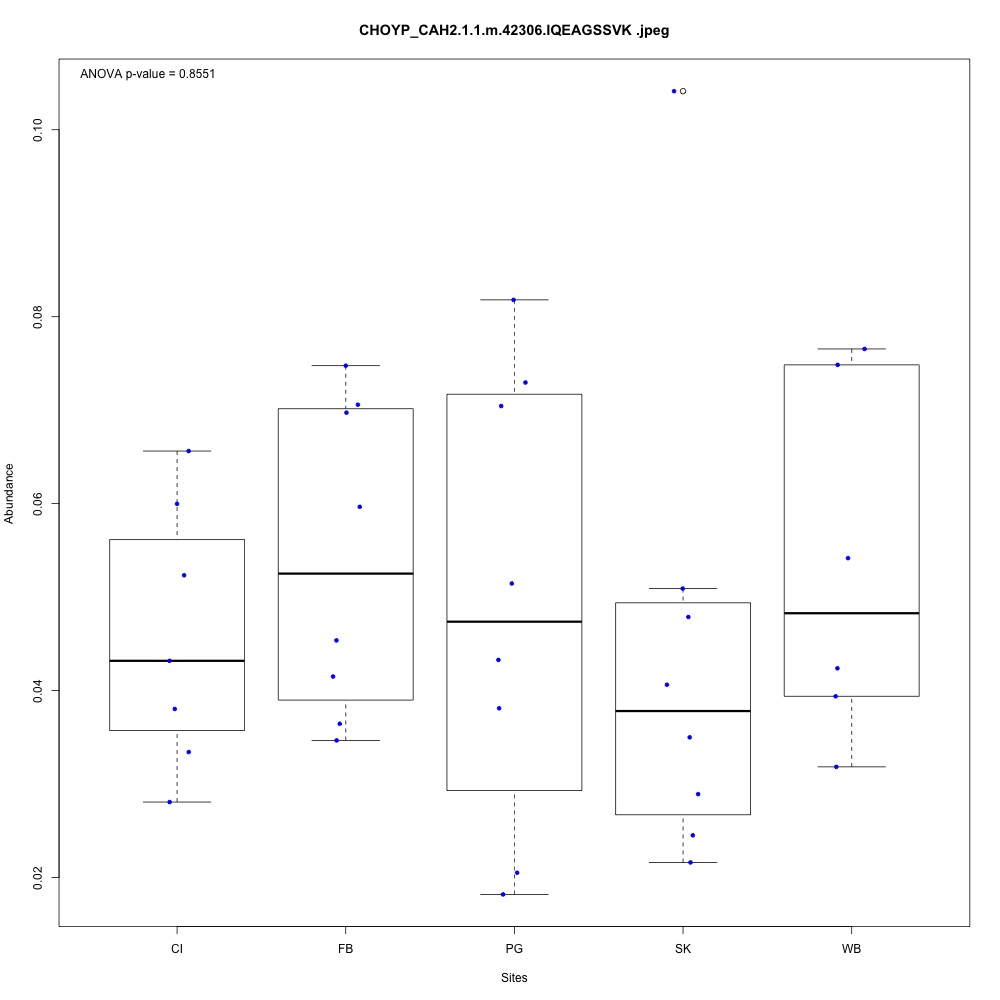 CHOYP_CAH2.1.1.m.42306.IQEAGSSVK .jpeg
ANOVA p-value = 0.8551
0.10
0.08
0.06
0.04
0.02
Abundance
CI FB PG SK WB
Sites